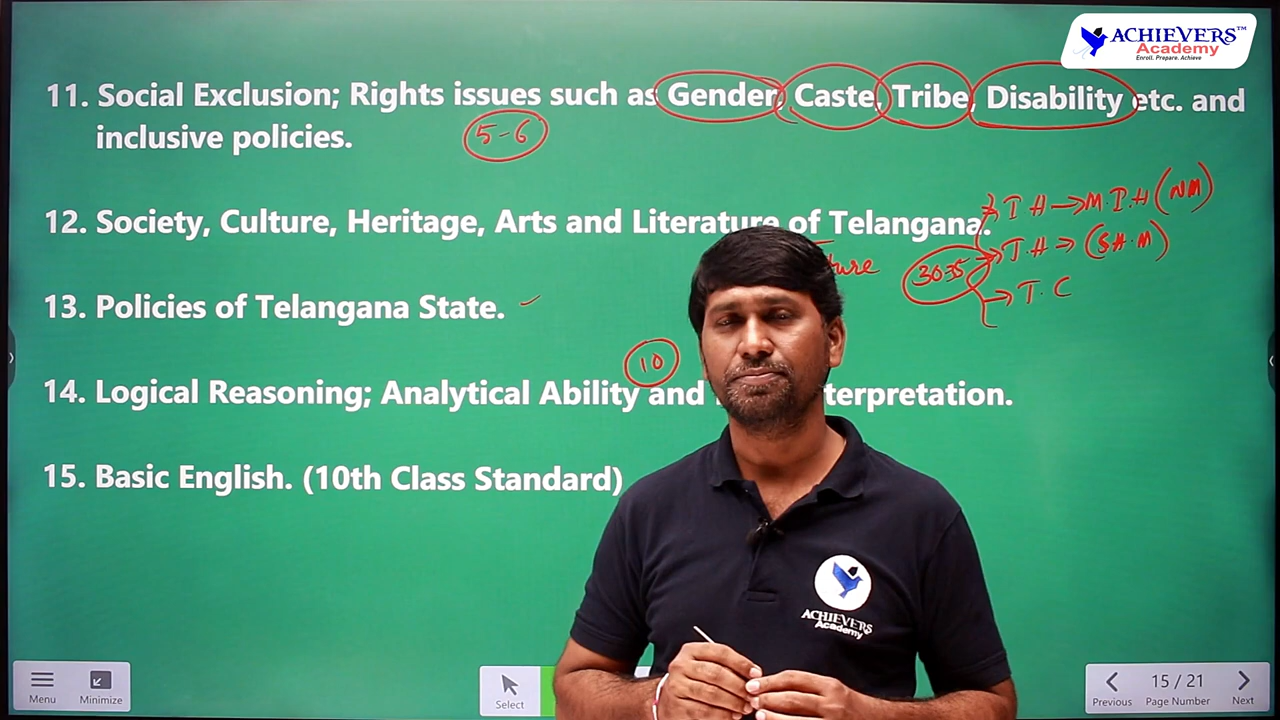 ACHIEVERS™
Academy
Enroll. Prepare. Achieve
11. Social Exclusion; Rights issues such as Gender, Caste, Tribe, Disability etc. and
inclusive policies.
5-6
12. Society, Culture, Heritage, Arts and Literature of Telangana.
T H → M.I.H (NM)
T.H → (SH.M)
→ T.C
3035
13. Policies of Telangana State.
10
14. Logical Reasoning; Analytical Ability and terpretation.
15. Basic English. (10th Class Standard)
ACHIEVERS
Academy
Menu
Minimize
Select
15 / 21
Previous
Page Number
Next